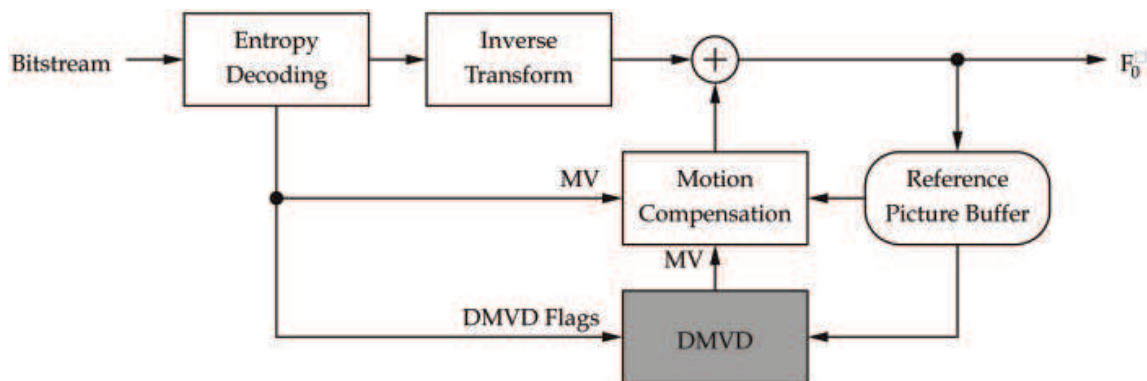 Entropy
Decoding
Inverse
Transform
Bitstream
F₀
MV
Motion
Compensation
Reference
Picture Buffer
MV
DMVD Flags
DMVD